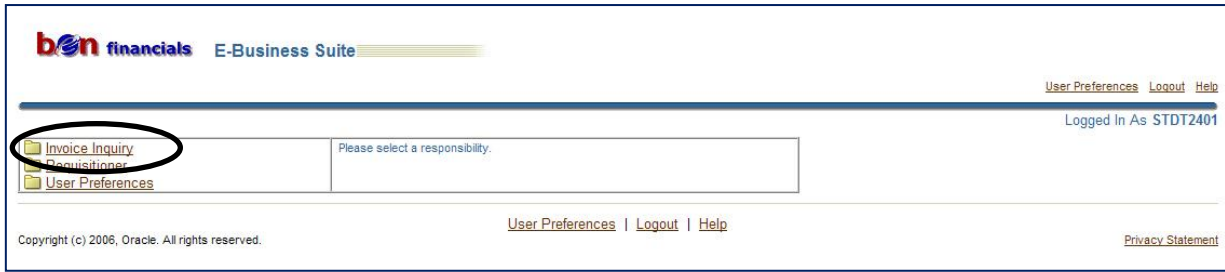 ben financials E-Business Suite
User Preferences Logout Help
Logged In As STDT2401
Invoice Inquiry
Please select a responsibility.
Requisitioner
User Preferences
User Preferences | Logout | Help
Copyright (c) 2006, Oracle. All rights reserved.
Privacy Statement